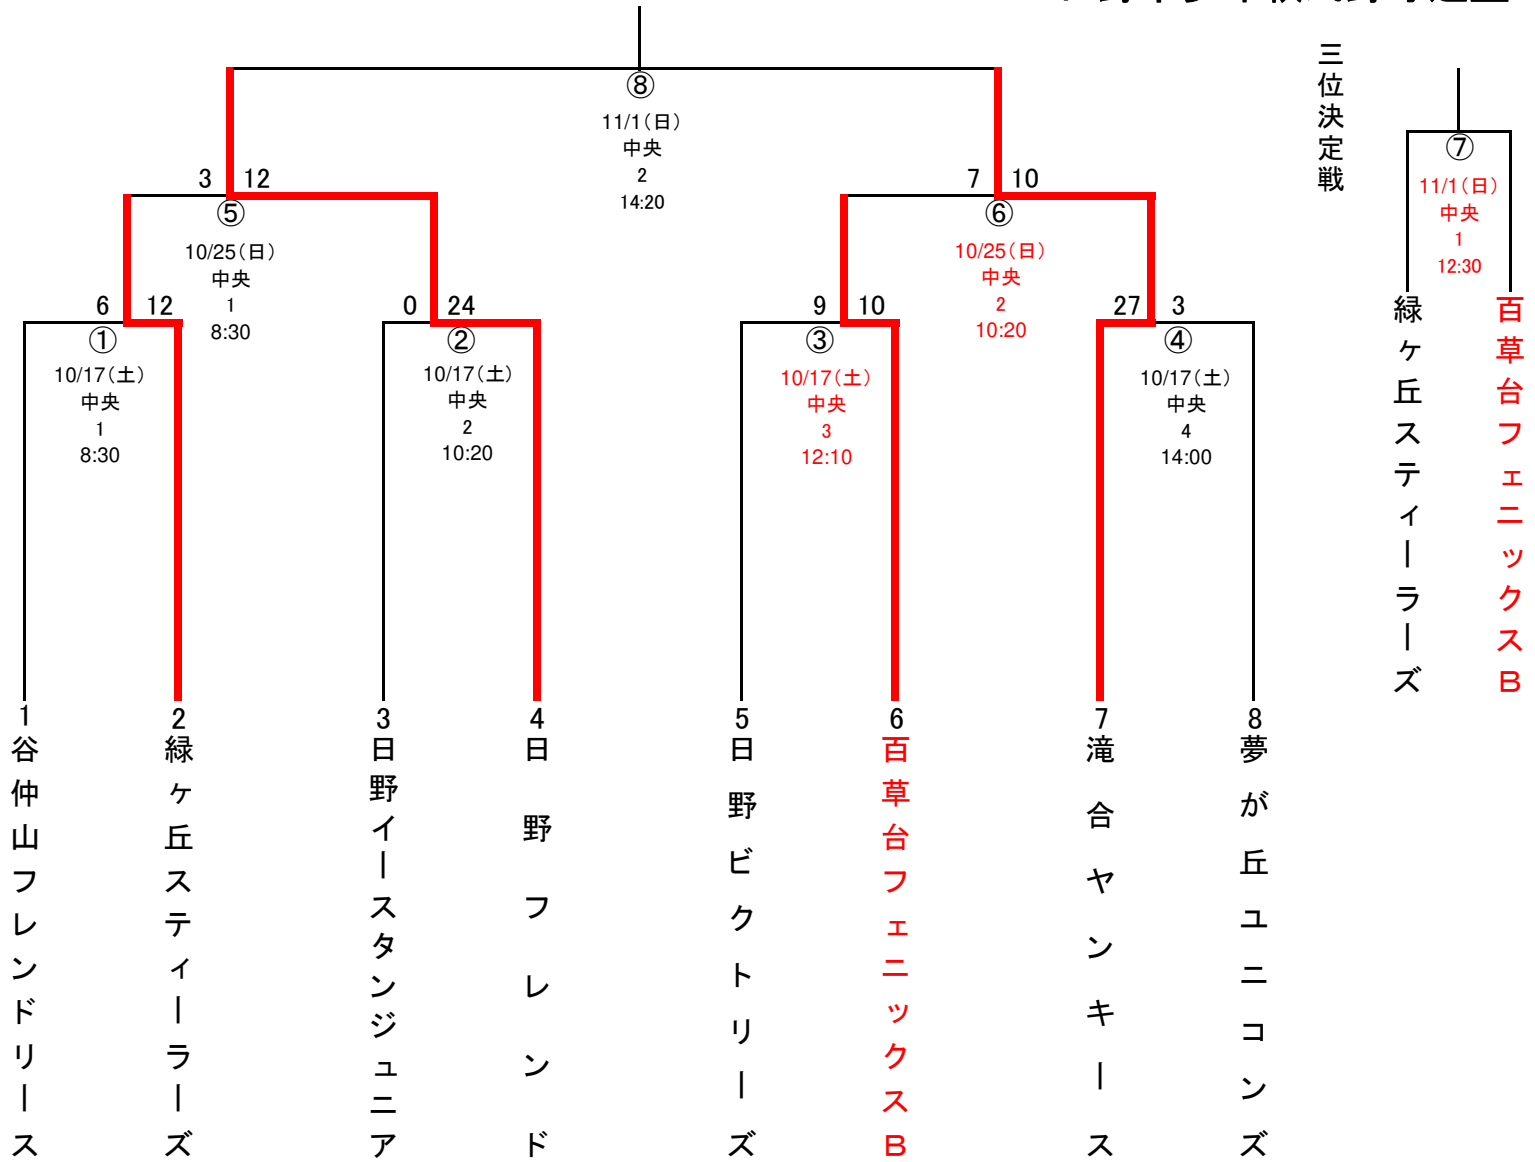 ⑧
11/1(日)
中央
2
14:20
三位決定戦
⑦
11/1(日)
中央
1
12:30
緑ヶ丘スティーラーズ
百草台フェニックスB
3 12
⑤
10/25(日)
中央
1
8:30
7 10
⑥
10/25(日)
中央
2
10:20
6 12
①
10/17(土)
中央
1
8:30
0 24
②
10/17(土)
中央
2
10:20
9 10
③
10/17(土)
中央
3
12:10
27 3
④
10/17(土)
中央
4
14:00
1
谷仲山フレンドリース
2
緑ヶ丘スティーラーズ
3
日野イースタンジュニア
4
日野フレンド
5
日野ビクトリーズ
6
百草台フェニックスB
7
滝合ヤンキース
8
夢が丘ユニコンズ